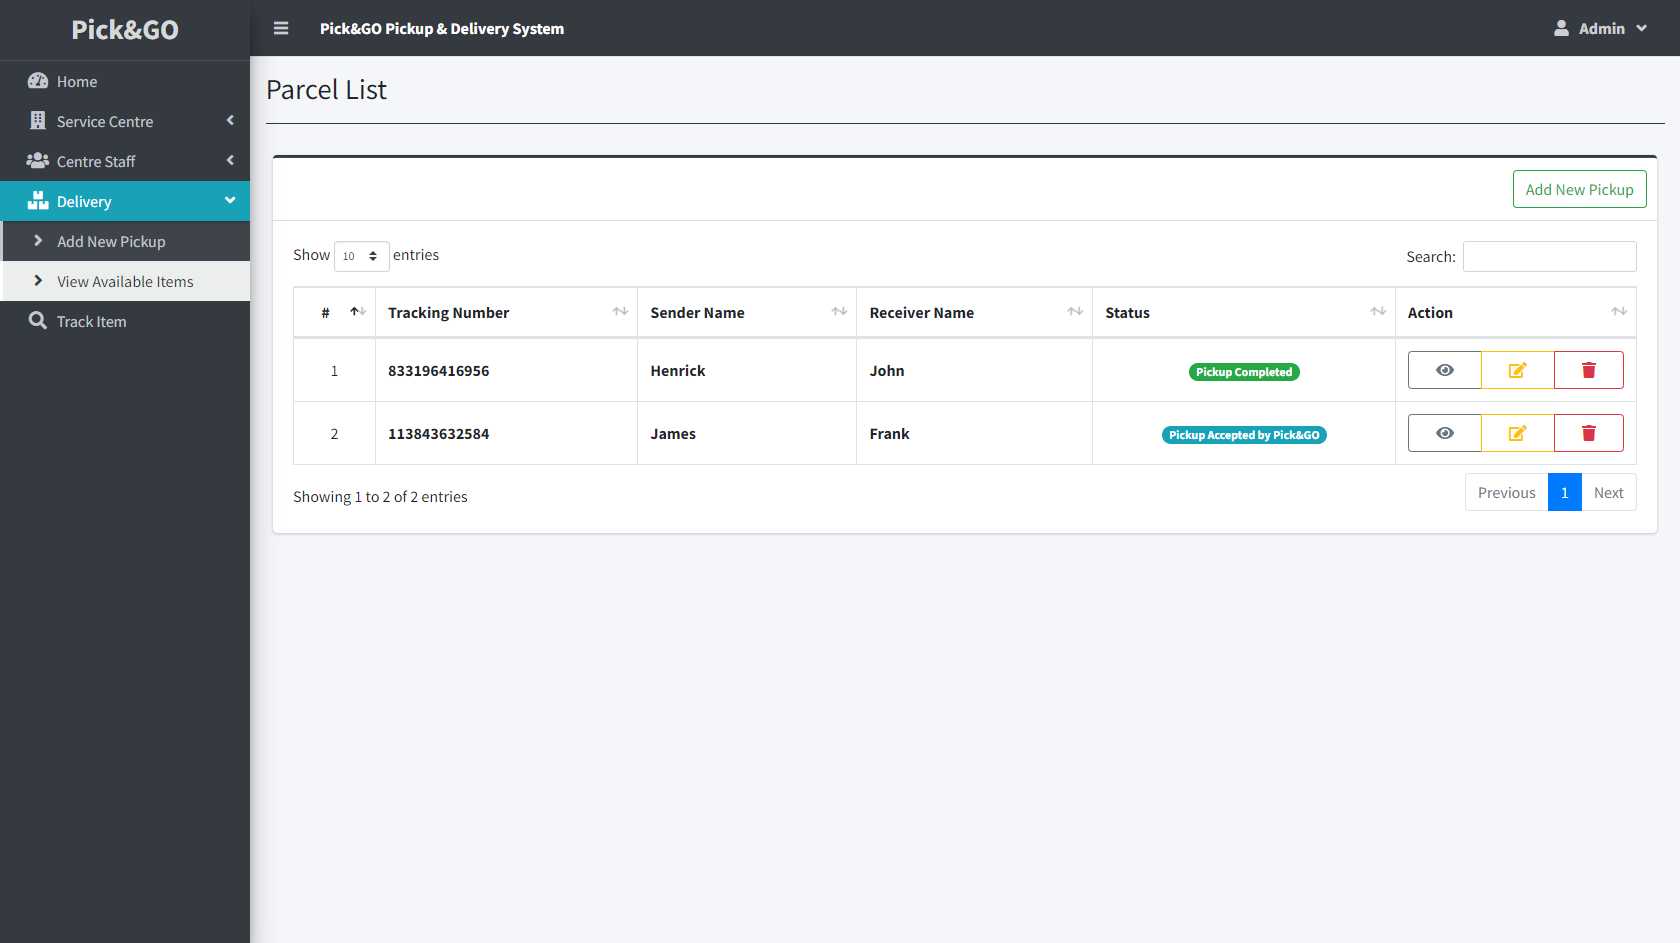 Pick&GO
Pick&GO Pickup & Delivery System
Admin
Home
Service Centre
Centre Staff
Delivery
Add New Pickup
View Available Items
Track Item
Parcel List
Add New Pickup
Show 10 entries
Search:
# Tracking Number Sender Name Receiver Name Status Action
1 833196416956 Henrick John Pickup Completed
2 113843632584 James Frank Pickup Accepted by Pick&GO
Showing 1 to 2 of 2 entries
Previous 1 Next